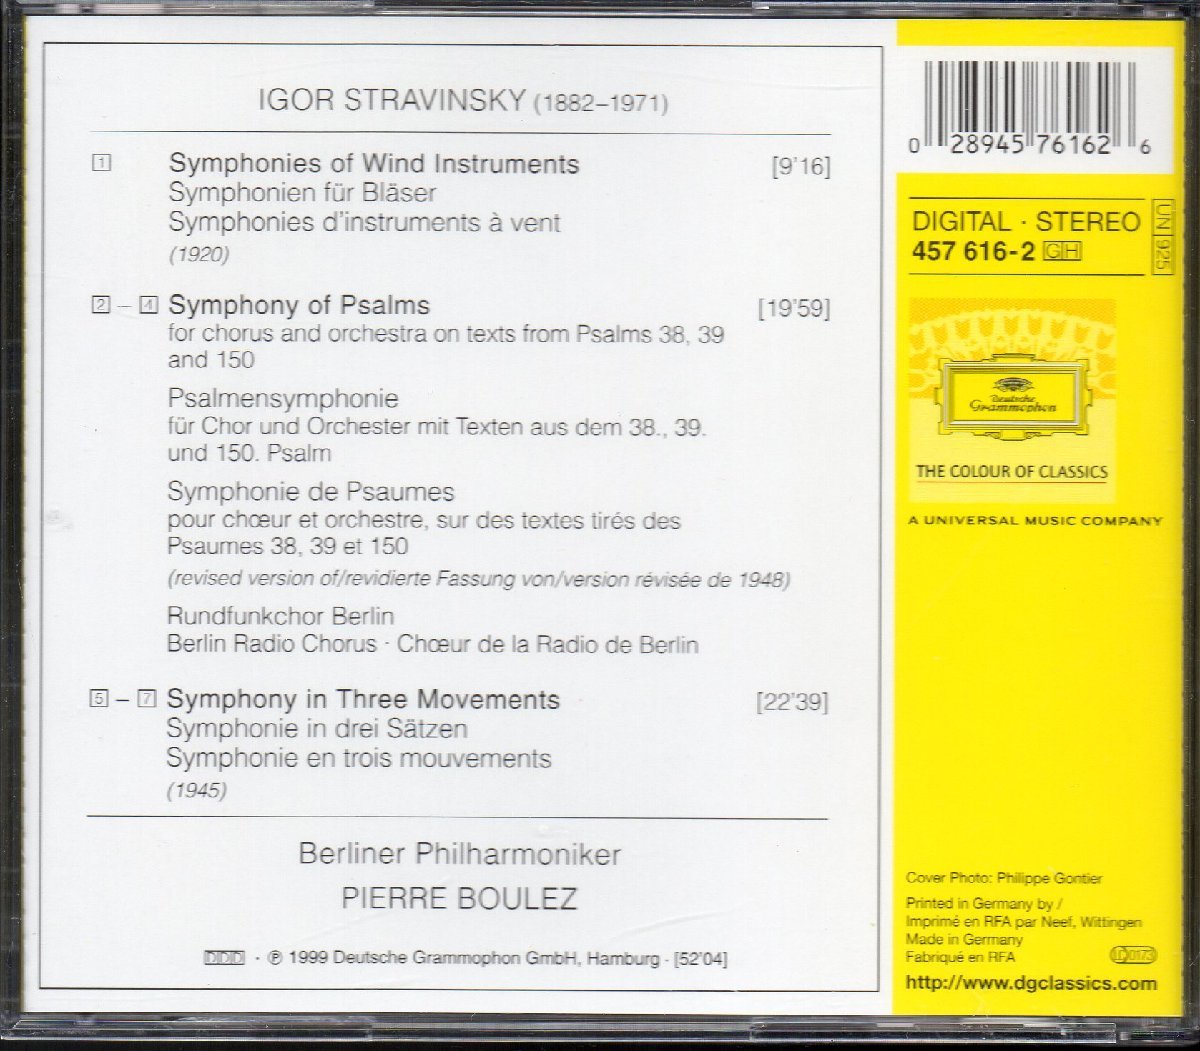 IGOR STRAVINSKY (1882–1971)
1 Symphonies of Wind Instruments [9'16]
Symphonien für Bläser
Symphonies d'instruments à vent
(1920)
2 – 4 Symphony of Psalms [19'59]
for chorus and orchestra on texts from Psalms 38, 39
and 150
Psalmensymphonie
für Chor und Orchester mit Texten aus dem 38., 39.
und 150. Psalm
Symphonie de Psaumes
pour chœur et orchestre, sur des textes tirés des
Psaumes 38, 39 et 150
(revised version of/revidierte Fassung von/version révisée de 1948)
Rundfunkchor Berlin
Berlin Radio Chorus · Chœur de la Radio de Berlin
5 – 7 Symphony in Three Movements [22'39]
Symphonie in drei Sätzen
Symphonie en trois mouvements
(1945)
Berliner Philharmoniker
PIERRE BOULEZ
DDD · ℗ 1999 Deutsche Grammophon GmbH, Hamburg · [52'04]
0 28945 76162 6
DIGITAL · STEREO
457 616-2 GH
UN 925
Deutsche
Grammophon
THE COLOUR OF CLASSICS
A UNIVERSAL MUSIC COMPANY
Cover Photo: Philippe Gontier
Printed in Germany by /
Imprimé en RFA par Neef, Wittingen
Made in Germany
Fabriqué en RFA
LC 0173
http://www.dgclassics.com